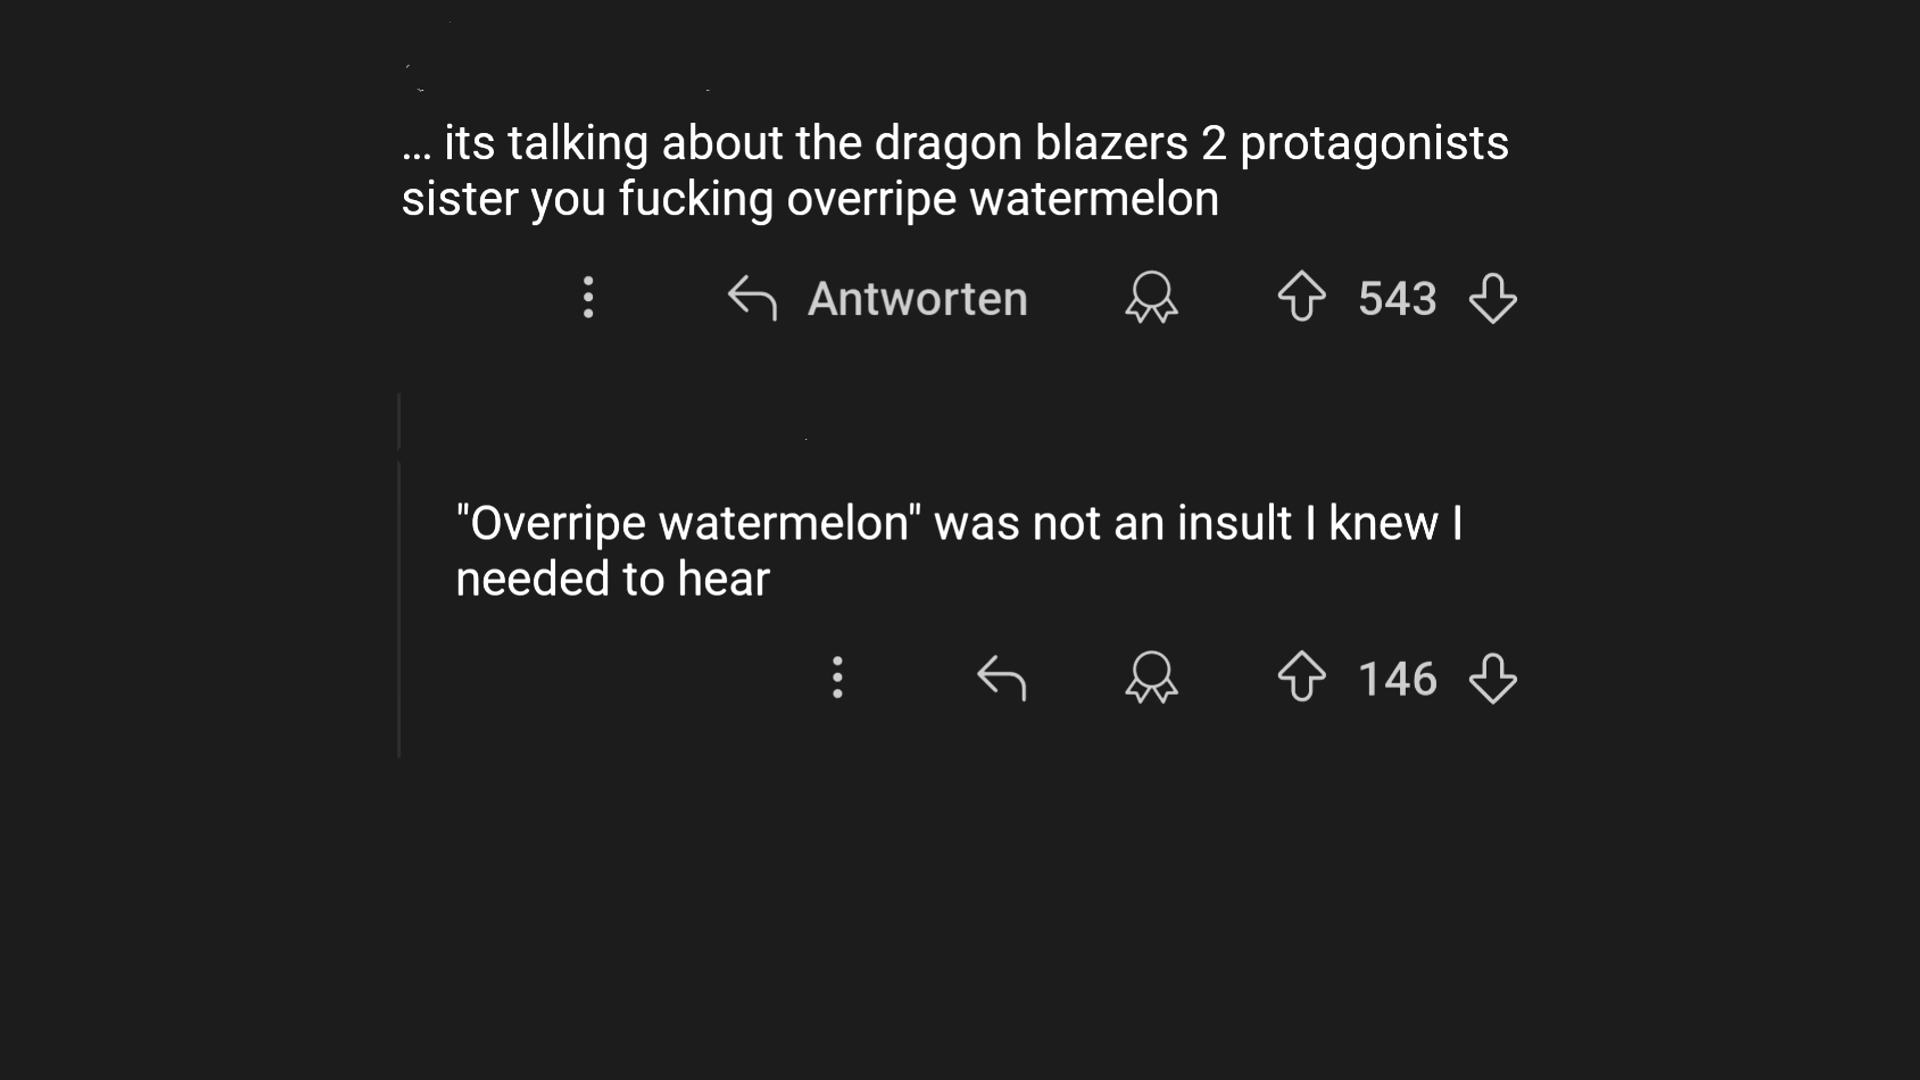 ... its talking about the dragon blazers 2 protagonists
sister you fucking overripe watermelon
Antworten
543
"Overripe watermelon" was not an insult I knew I
needed to hear
146